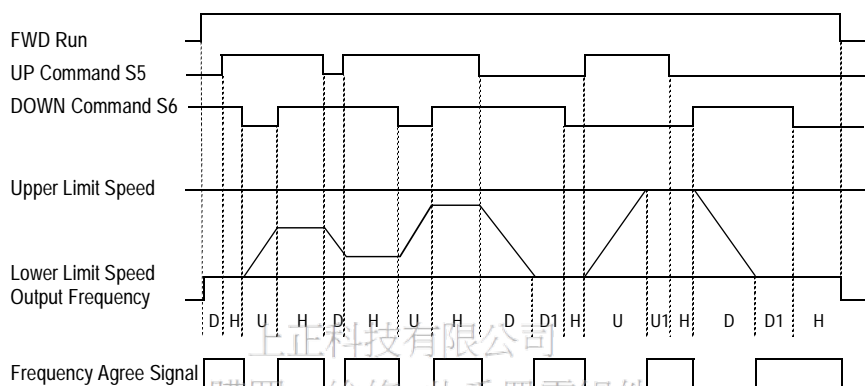 FWD Run
UP Command S5
DOWN Command S6
Upper Limit Speed
Lower Limit Speed
Output Frequency
D H U H D H U H D D1 H U U1 H D D1 H
上正科技有限公司
Frequency Agree Signal